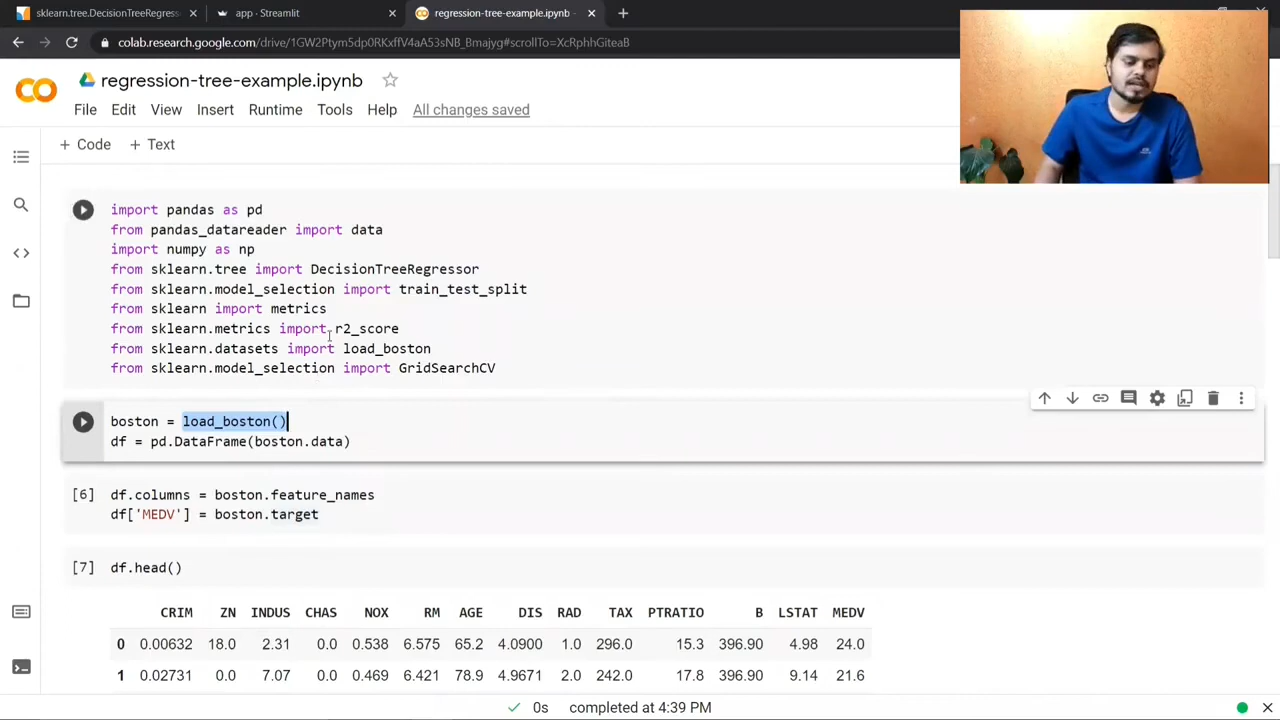 sklearn.tree.DecisionTreeRegress
app · Streamlit
regression-tree-example.ipynb
colab.research.google.com/drive/1GW2Ptym5dp0RKxffV4aA53sNB_Bmajyg#scrollTo=XcRphhGiteaB
regression-tree-example.ipynb
File Edit View Insert Runtime Tools Help All changes saved
+ Code + Text
import pandas as pd
from pandas_datareader import data
import numpy as np
from sklearn.tree import DecisionTreeRegressor
from sklearn.model_selection import train_test_split
from sklearn import metrics
from sklearn.metrics import r2_score
from sklearn.datasets import load_boston
from sklearn.model_selection import GridSearchCV
boston = load_boston()
df = pd.DataFrame(boston.data)
[6] df.columns = boston.feature_names
df['MEDV'] = boston.target
[7] df.head()
CRIM ZN INDUS CHAS NOX RM AGE DIS RAD TAX PTRATIO B LSTAT MEDV
0 0.00632 18.0 2.31 0.0 0.538 6.575 65.2 4.0900 1.0 296.0 15.3 396.90 4.98 24.0
1 0.02731 0.0 7.07 0.0 0.469 6.421 78.9 4.9671 2.0 242.0 17.8 396.90 9.14 21.6
0s completed at 4:39 PM